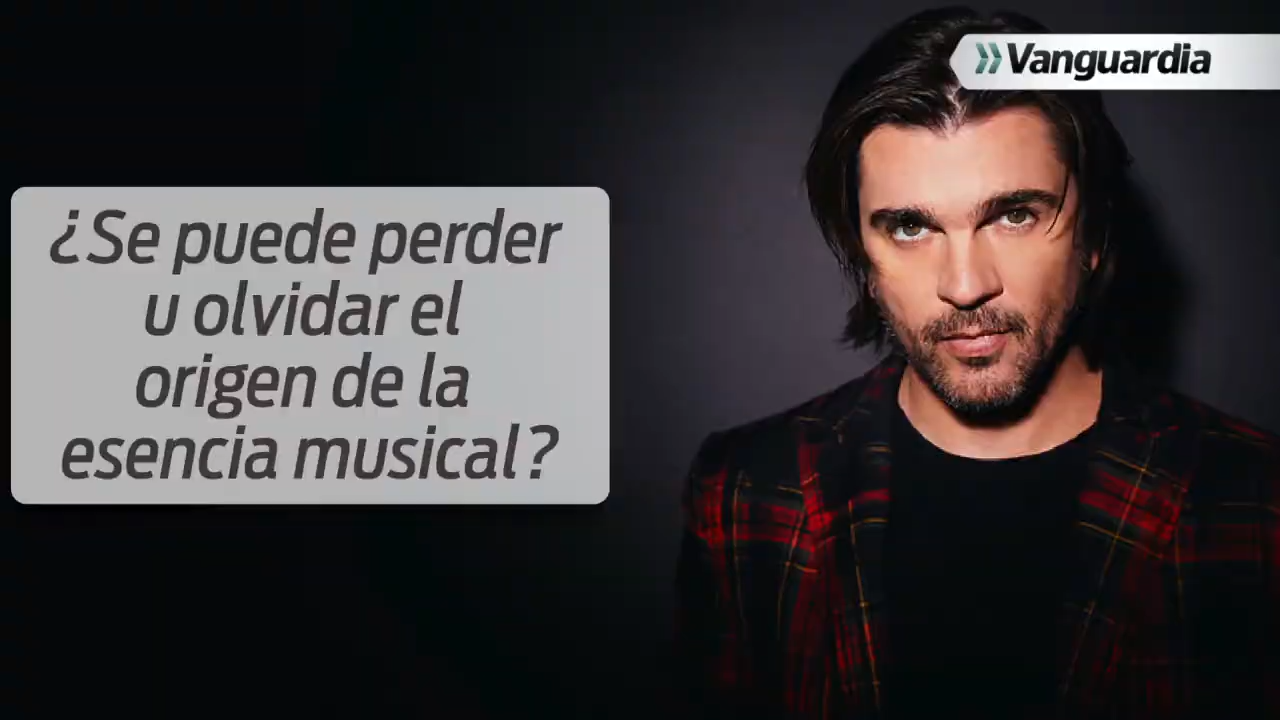 Vanguardia
¿Se puede perder
u olvidar el
origen de la
esencia musical?